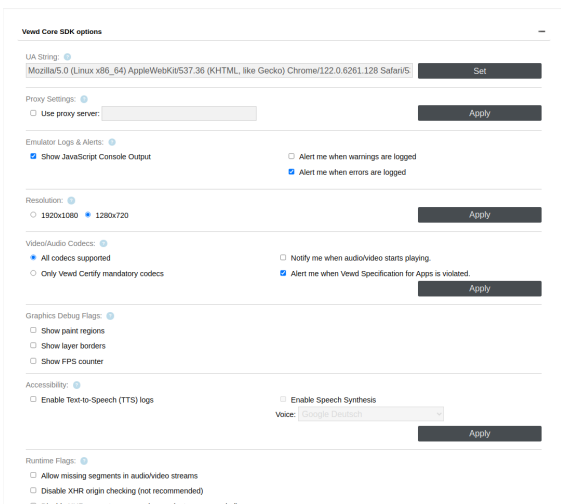 Vewd Core SDK options
UA String: ?
Mozilla/5.0 (Linux x86_64) AppleWebKit/537.36 (KHTML, like Gecko) Chrome/122.0.6261.128 Safari/5
Set
Proxy Settings: ?
Use proxy server:
Apply
Emulator Logs & Alerts: ?
Show JavaScript Console Output
Alert me when warnings are logged
Alert me when errors are logged
Resolution: ?
1920x1080 1280x720
Apply
Video/Audio Codecs: ?
All codecs supported
Notify me when audio/video starts playing.
Only Vewd Certify mandatory codecs
Alert me when Vewd Specification for Apps is violated.
Apply
Graphics Debug Flags: ?
Show paint regions
Show layer borders
Show FPS counter
Accessibility: ?
Enable Text-to-Speech (TTS) logs
Enable Speech Synthesis
Voice: Google Deutsch
Apply
Runtime Flags: ?
Allow missing segments in audio/video streams
Disable XHR origin checking (not recommended)